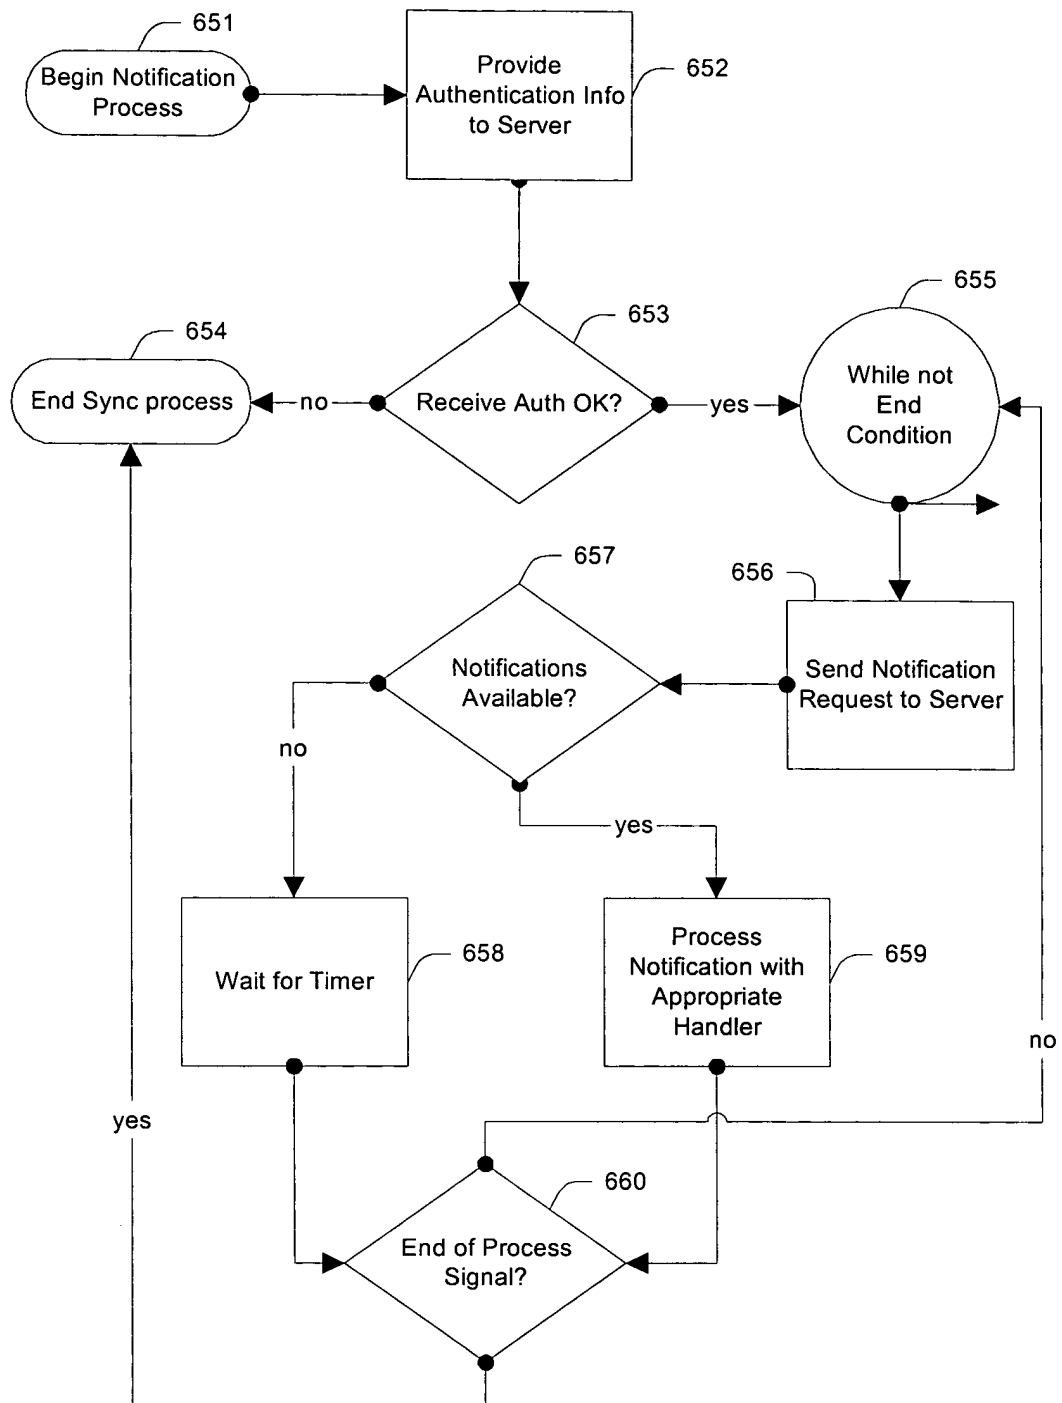 651
Begin Notification
Process
Provide
Authentication Info
to Server
652
653
Receive Auth OK?
654
End Sync process
no
yes
655
While not
End
Condition
656
Send Notification
Request to Server
657
Notifications
Available?
no
yes
658
Wait for Timer
659
Process
Notification with
Appropriate
Handler
no
yes
660
End of Process
Signal?